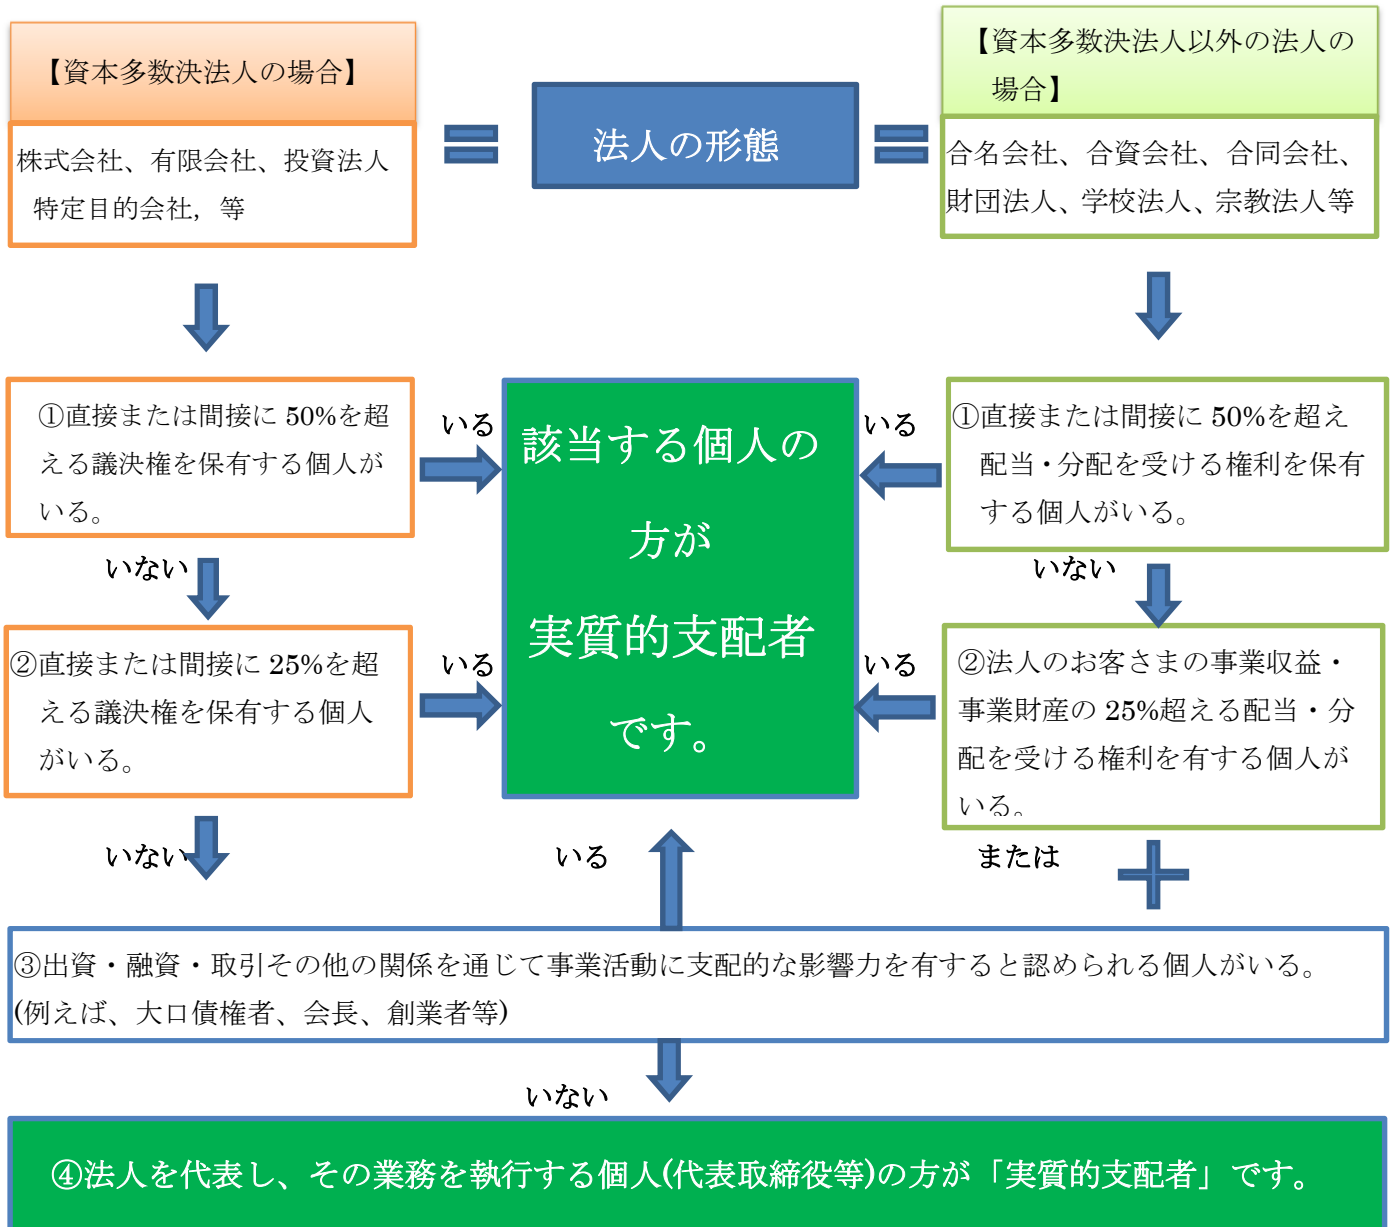 【資本多数決法人の場合】
株式会社、有限会社、投資法人
特定目的会社, 等
法人の形態
【資本多数決法人以外の法人の
場合】
合名会社、合資会社、合同会社、
財団法人、学校法人、宗教法人等
①直接または間接に 50%を超
える議決権を保有する個人が
いる。
いる
いない
②直接または間接に 25%を超
える議決権を保有する個人
がいる。
いる
いない
該当する個人の
方が
実質的支配者
です。
いる
①直接または間接に 50%を超え
配当・分配を受ける権利を保有
する個人がいる。
いない
いる
②法人のお客さまの事業収益・
事業財産の 25%超える配当・分
配を受ける権利を有する個人が
いる。
または
いる
③出資・融資・取引その他の関係を通じて事業活動に支配的な影響力を有すると認められる個人がいる。
(例えば、大口債権者、会長、創業者等)
いない
④法人を代表し、その業務を執行する個人(代表取締役等)の方が「実質的支配者」です。